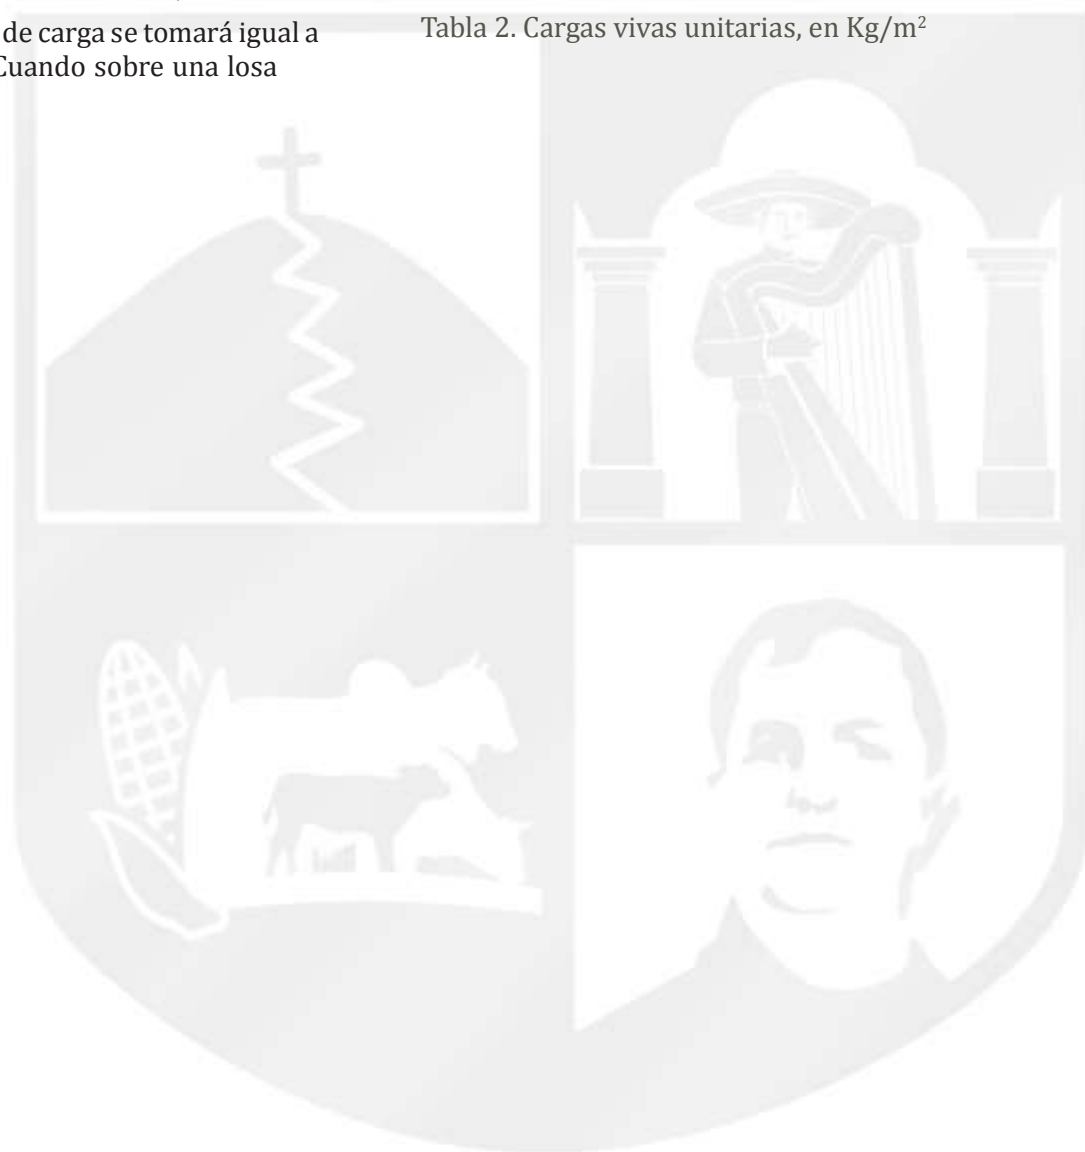 de carga se tomará igual a
Cuando sobre una losa
Tabla 2. Cargas vivas unitarias, en Kg/m²